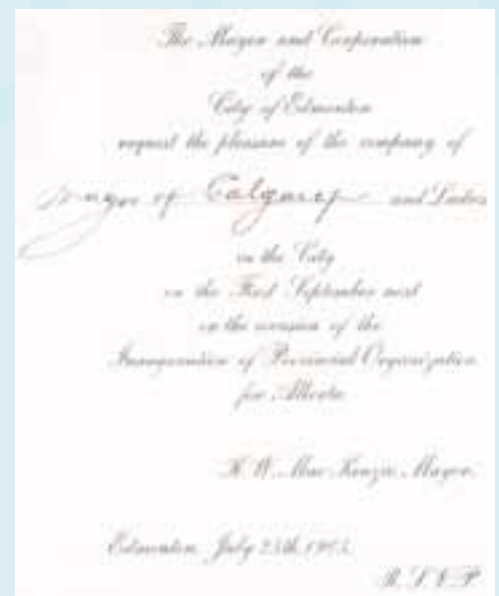 The Mayor and Corporation
of the
City of Edmonton
request the pleasure of the company of
Mayor of Calgary and Ladies
in the City
on the First September next
on the occasion of the
Inauguration of Provincial Organization
for Alberta
K. W. Mac Kenzie, Mayor.
Edmonton, July 25th, 1905.
R. S. V. P.